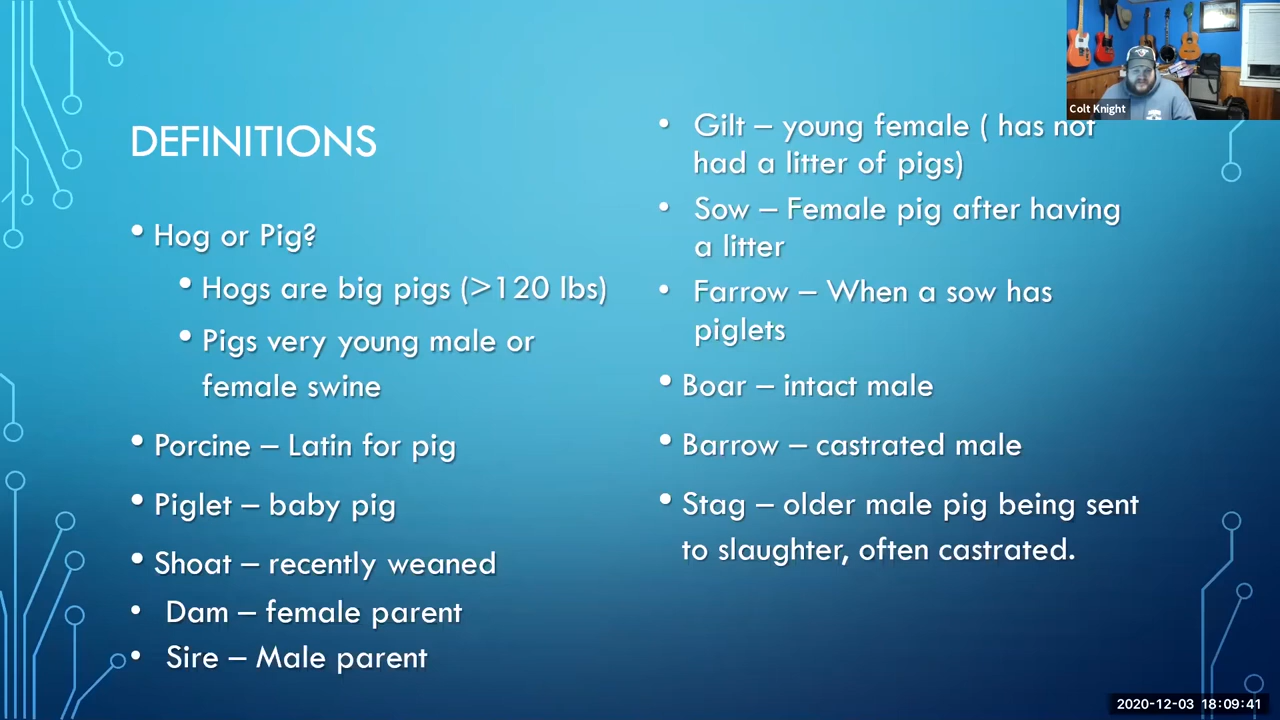 DEFINITIONS
• Hog or Pig?
• Hogs are big pigs (>120 lbs)
• Pigs very young male or
female swine
• Porcine – Latin for pig
• Piglet – baby pig
• Shoat – recently weaned
• Dam – female parent
• Sire – Male parent
• Gilt – young female ( has not
had a litter of pigs)
• Sow – Female pig after having
a litter
• Farrow – When a sow has
piglets
• Boar – intact male
• Barrow – castrated male
• Stag – older male pig being sent
to slaughter, often castrated.
Colt Knight
2020-12-03 18:09:41